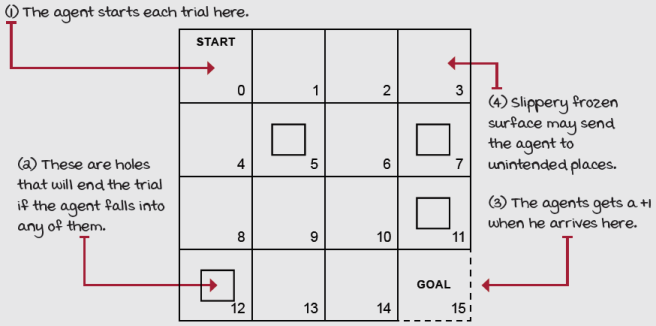 (1) The agent starts each trial here.
START
0
1
2
3
(4) Slippery frozen
surface may send
the agent to
unintended places.
4
5
6
7
(2) These are holes
that will end the trial
if the agent falls into
any of them.
(3) The agents gets a +1
when he arrives here.
8
9
10
11
GOAL
12
13
14
15